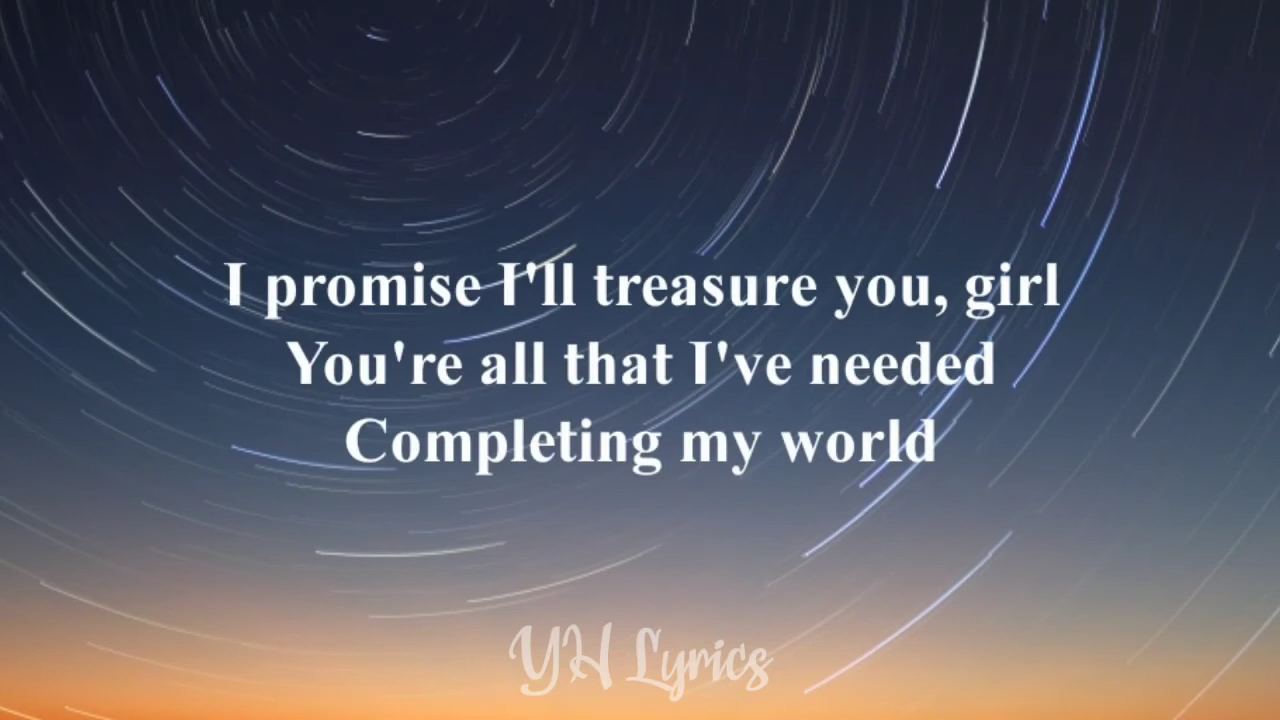 I promise I'll treasure you, girl
You're all that I've needed
Completing my world
YH Lyrics